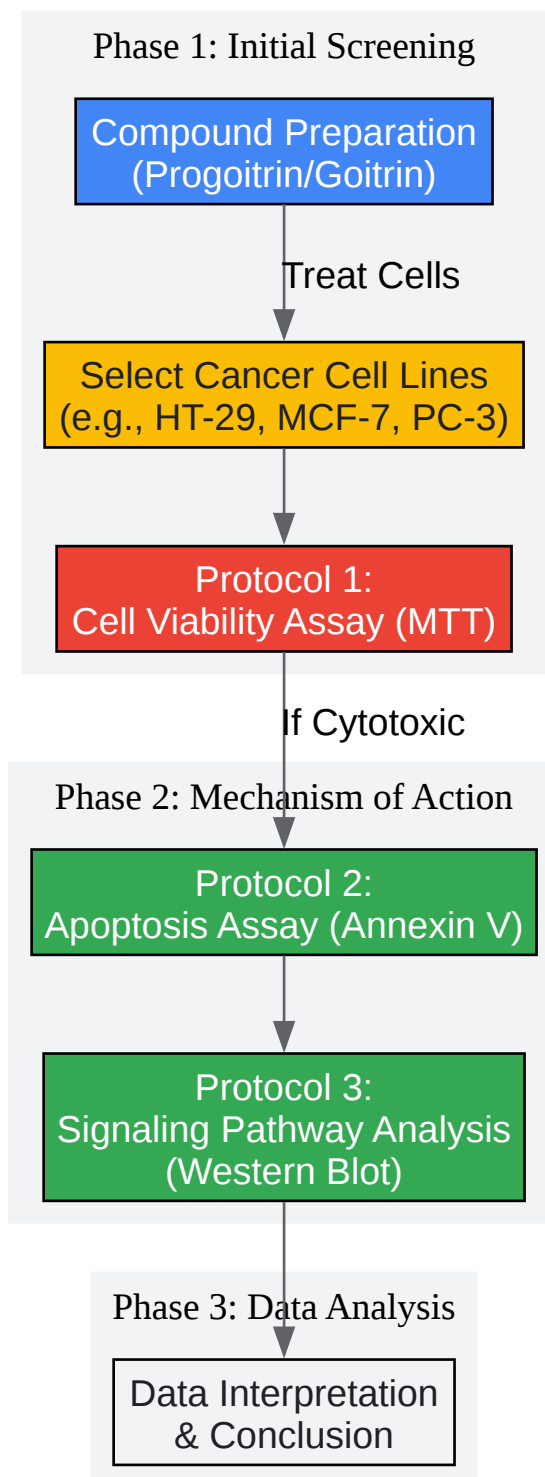 Phase 1: Initial Screening
Compound Preparation
(Progoitrin/Goitrin)
Treat Cells
Select Cancer Cell Lines
(e.g., HT-29, MCF-7, PC-3)
Protocol 1:
Cell Viability Assay (MTT)
If Cytotoxic
Phase 2: Mechanism of Action
Protocol 2:
Apoptosis Assay (Annexin V)
Protocol 3:
Signaling Pathway Analysis
(Western Blot)
Phase 3: Data Analysis
Data Interpretation
& Conclusion